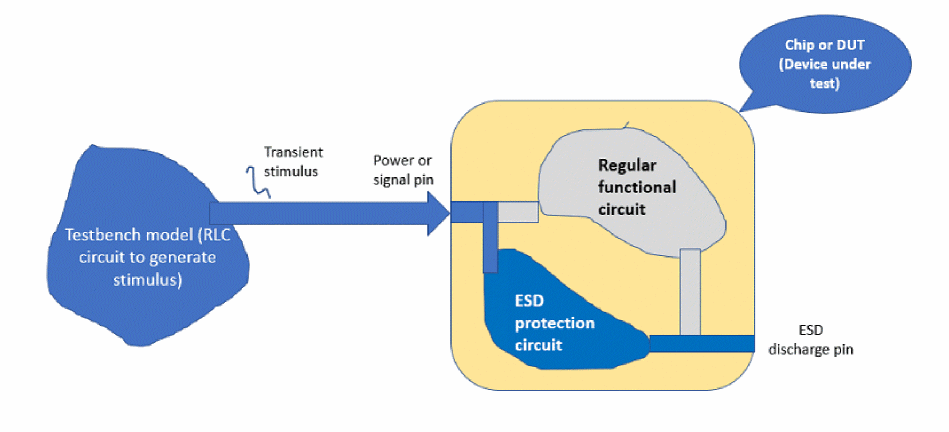 Chip or DUT
(Device under
test)
Transient
stimulus
Power or
signal pin
Regular
functional
circuit
Testbench model (RLC
circuit to generate
stimulus)
ESD
protection
circuit
ESD
discharge pin